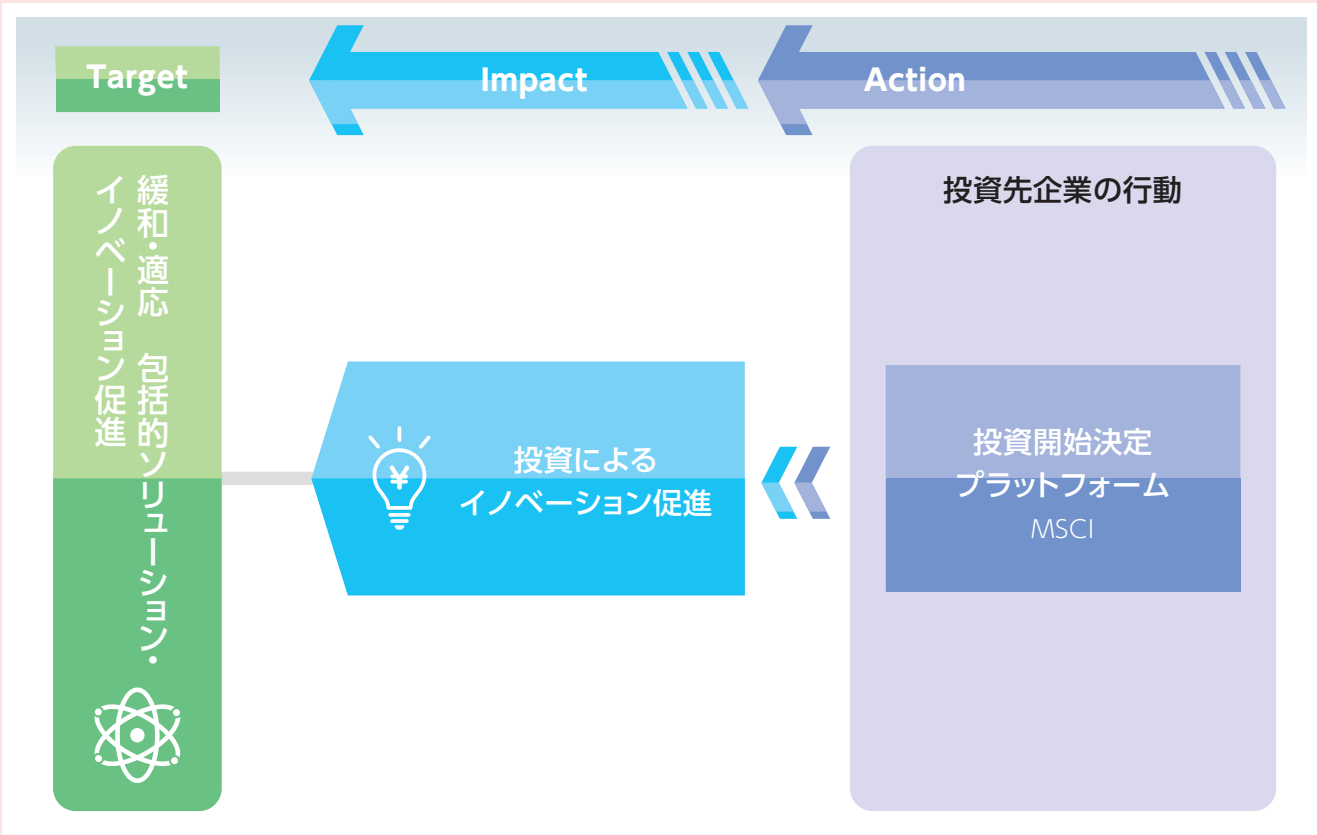 Target
Impact
Action
緩和・適応　包括的ソリューション・
イノベーション促進
¥
投資による
イノベーション促進
投資先企業の行動
投資開始決定
プラットフォーム
MSCI